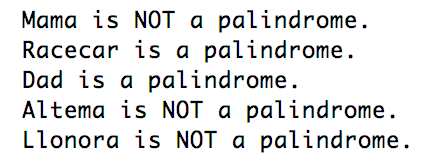 Mama is NOT a palindrome.
Racecar is a palindrome.
Dad is a palindrome.
Altema is NOT a palindrome.
Llonora is NOT a palindrome.